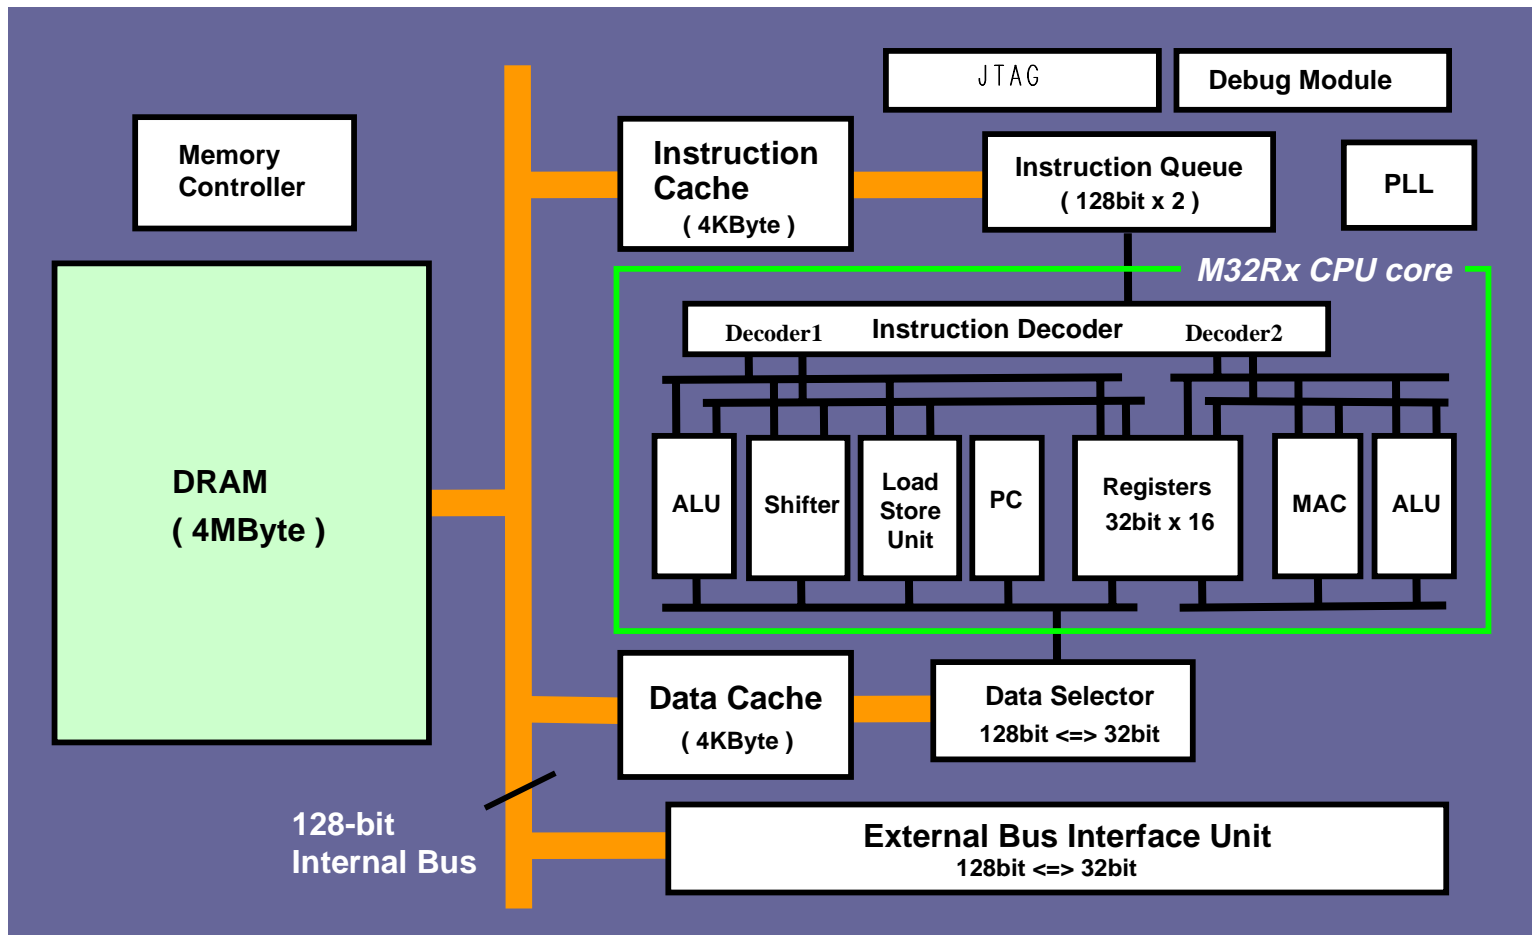 JTAG
Debug Module
Memory
Controller
Instruction
Cache
( 4KByte )
Instruction Queue
( 128bit x 2 )
PLL
M32Rx CPU core
Decoder1 Instruction Decoder Decoder2
DRAM
( 4MByte )
ALU
Shifter
Load
Store
Unit
PC
Registers
32bit x 16
MAC
ALU
Data Cache
( 4KByte )
Data Selector
128bit <=> 32bit
128-bit
Internal Bus
External Bus Interface Unit
128bit <=> 32bit